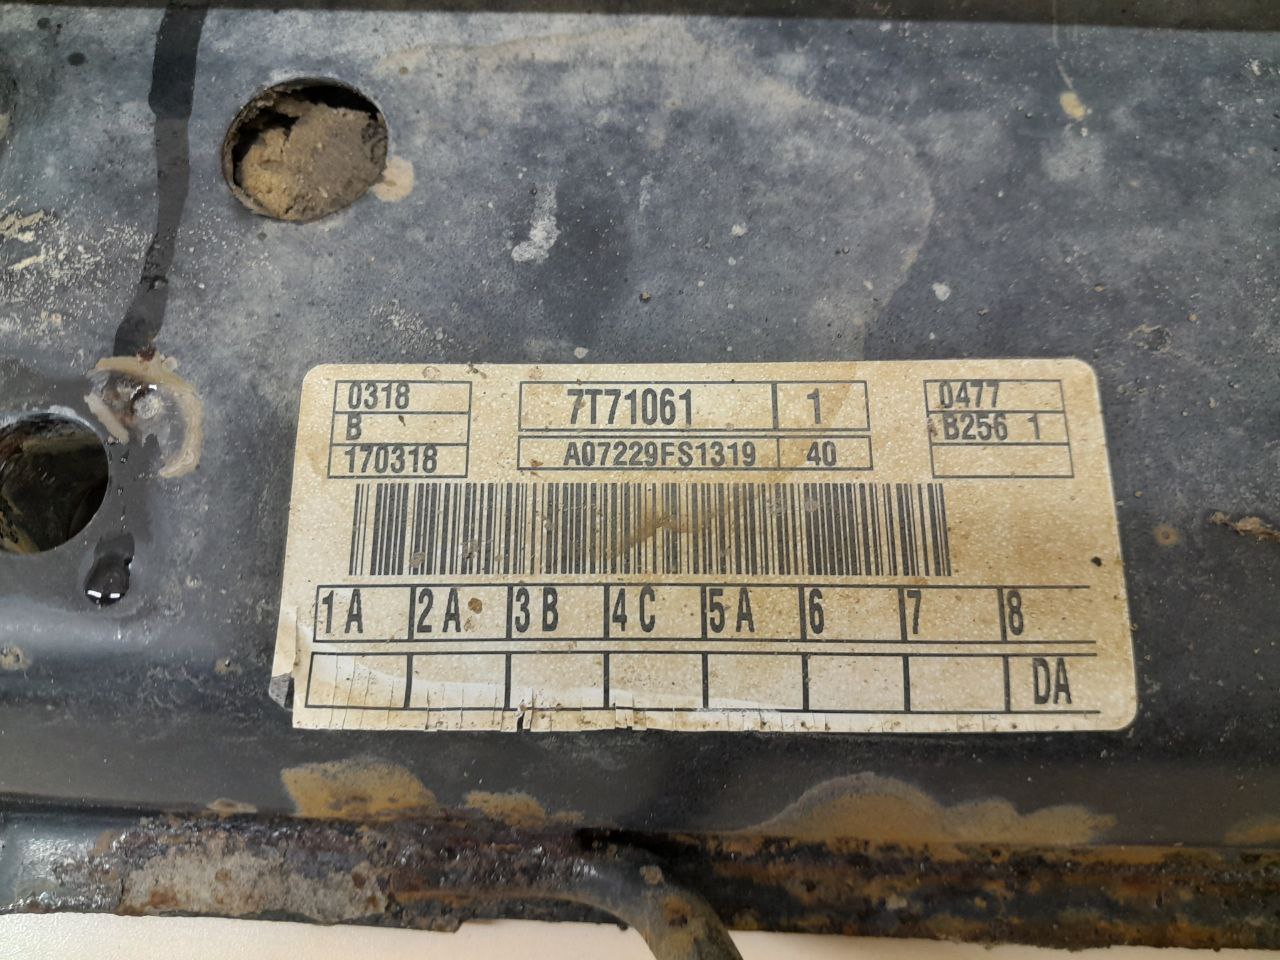 0318
B
170318
7T71061 1
A07229FS1319 40
0477
B256 1
1A 2A 3B 4C 5A 6 7 8
DA